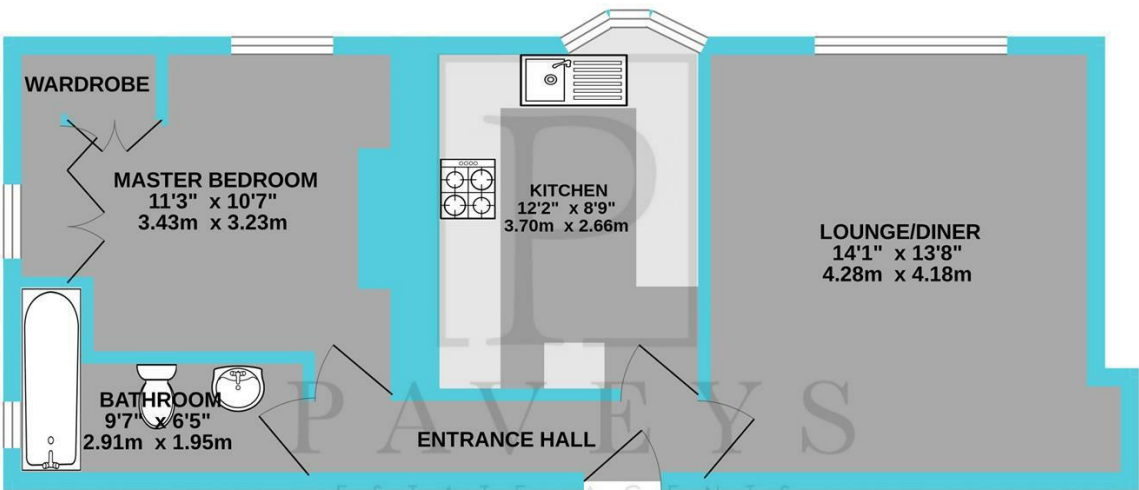 WARDROBE
MASTER BEDROOM
11'3" x 10'7"
3.43m x 3.23m
KITCHEN
12'2" x 8'9"
3.70m x 2.66m
LOUNGE/DINER
14'1" x 13'8"
4.28m x 4.18m
BATHROOM
9'7" x 6'5"
2.91m x 1.95m
ENTRANCE HALL
P
PAVEYS
ESTATE AGENTS